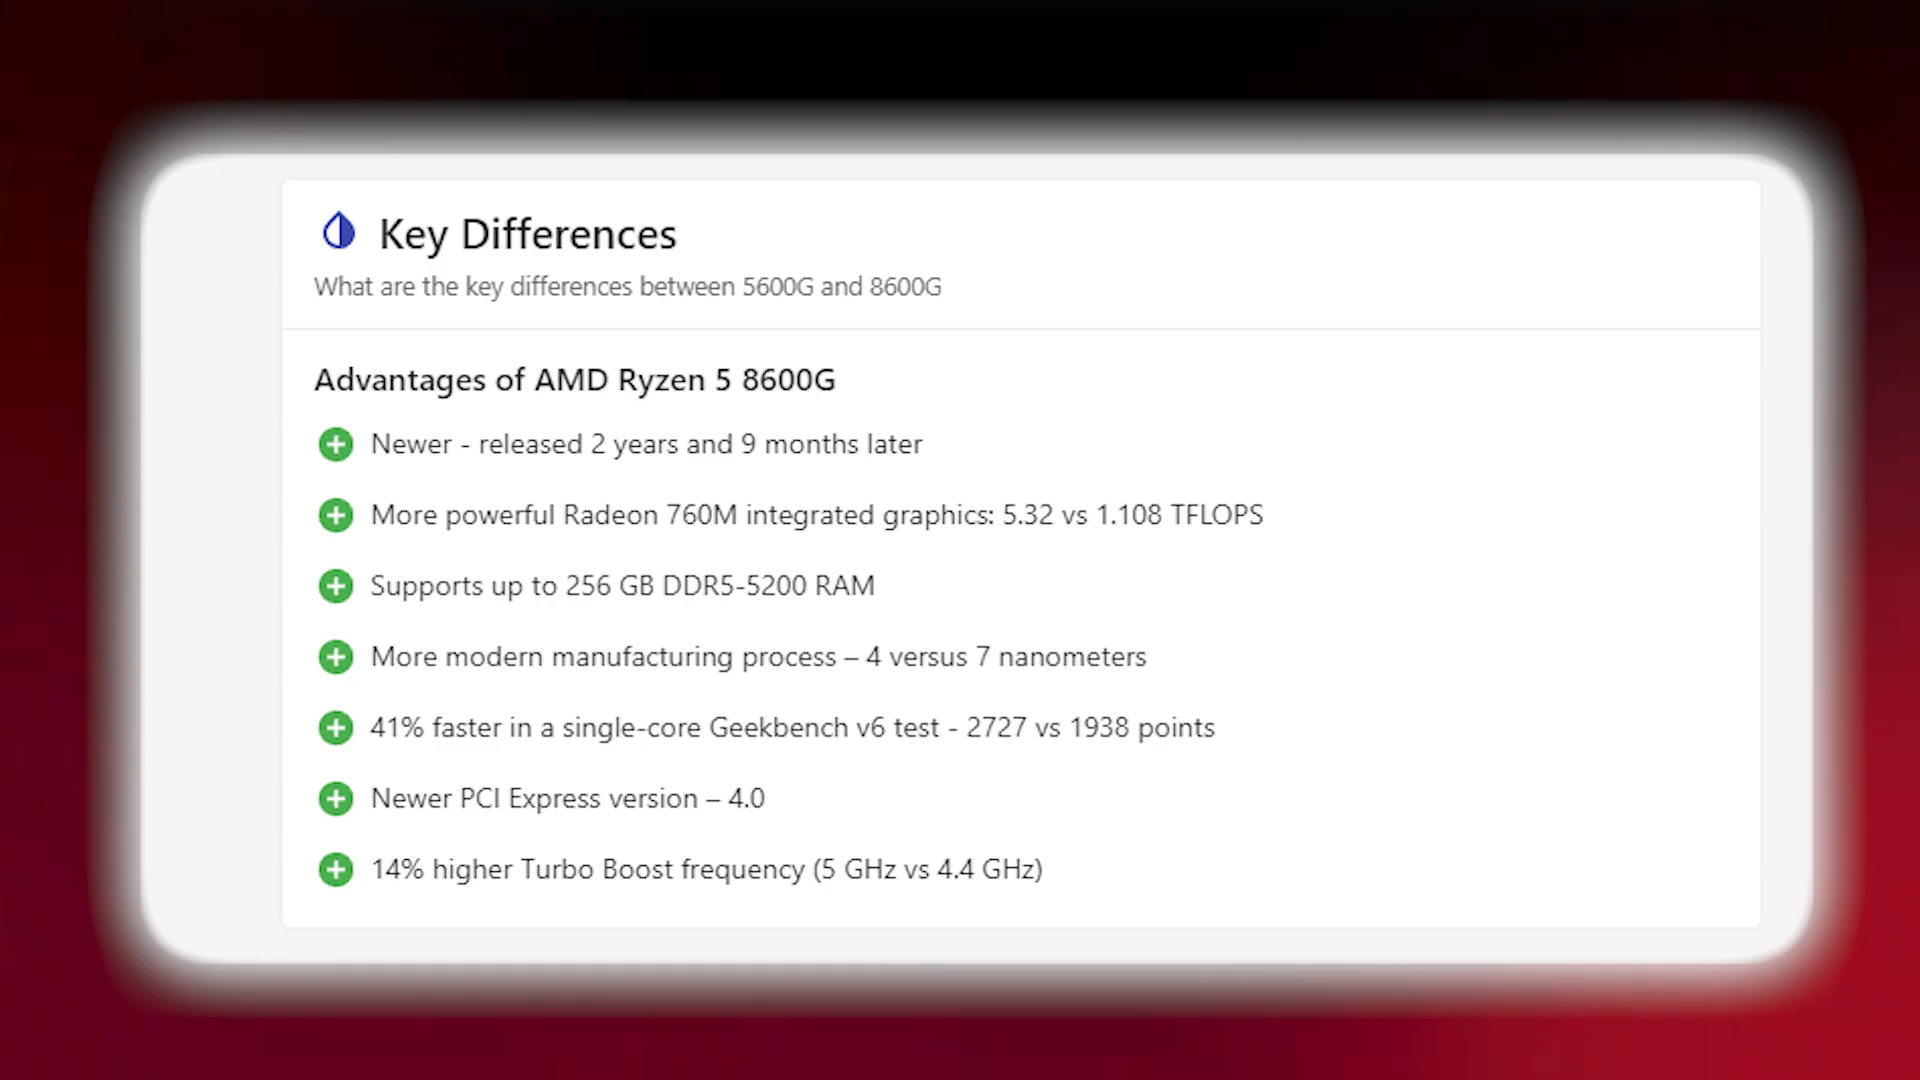 Key Differences
What are the key differences between 5600G and 8600G
Advantages of AMD Ryzen 5 8600G
Newer - released 2 years and 9 months later
More powerful Radeon 760M integrated graphics: 5.32 vs 1.108 TFLOPS
Supports up to 256 GB DDR5-5200 RAM
More modern manufacturing process – 4 versus 7 nanometers
41% faster in a single-core Geekbench v6 test - 2727 vs 1938 points
Newer PCI Express version – 4.0
14% higher Turbo Boost frequency (5 GHz vs 4.4 GHz)